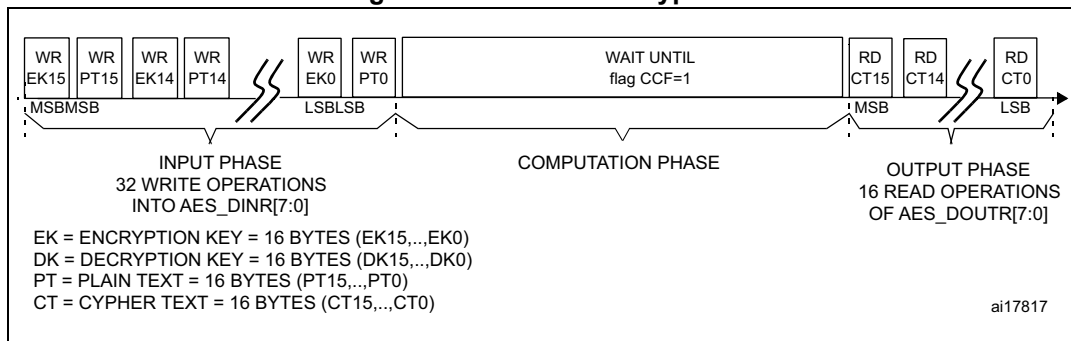 WR EK15
WR PT15
WR EK14
WR PT14
WR EK0
WR PT0
WAIT UNTIL
flag CCF=1
RD CT15
RD CT14
RD CT0
MSBMSB
LSBLSB
MSB
LSB
INPUT PHASE
32 WRITE OPERATIONS
INTO AES_DINR[7:0]
COMPUTATION PHASE
OUTPUT PHASE
16 READ OPERATIONS
OF AES_DOUTR[7:0]
EK = ENCRYPTION KEY = 16 BYTES (EK15,..,EK0)
DK = DECRYPTION KEY = 16 BYTES (DK15,..,DK0)
PT = PLAIN TEXT = 16 BYTES (PT15,..,PT0)
CT = CYPHER TEXT = 16 BYTES (CT15,..,CT0)
ai17817